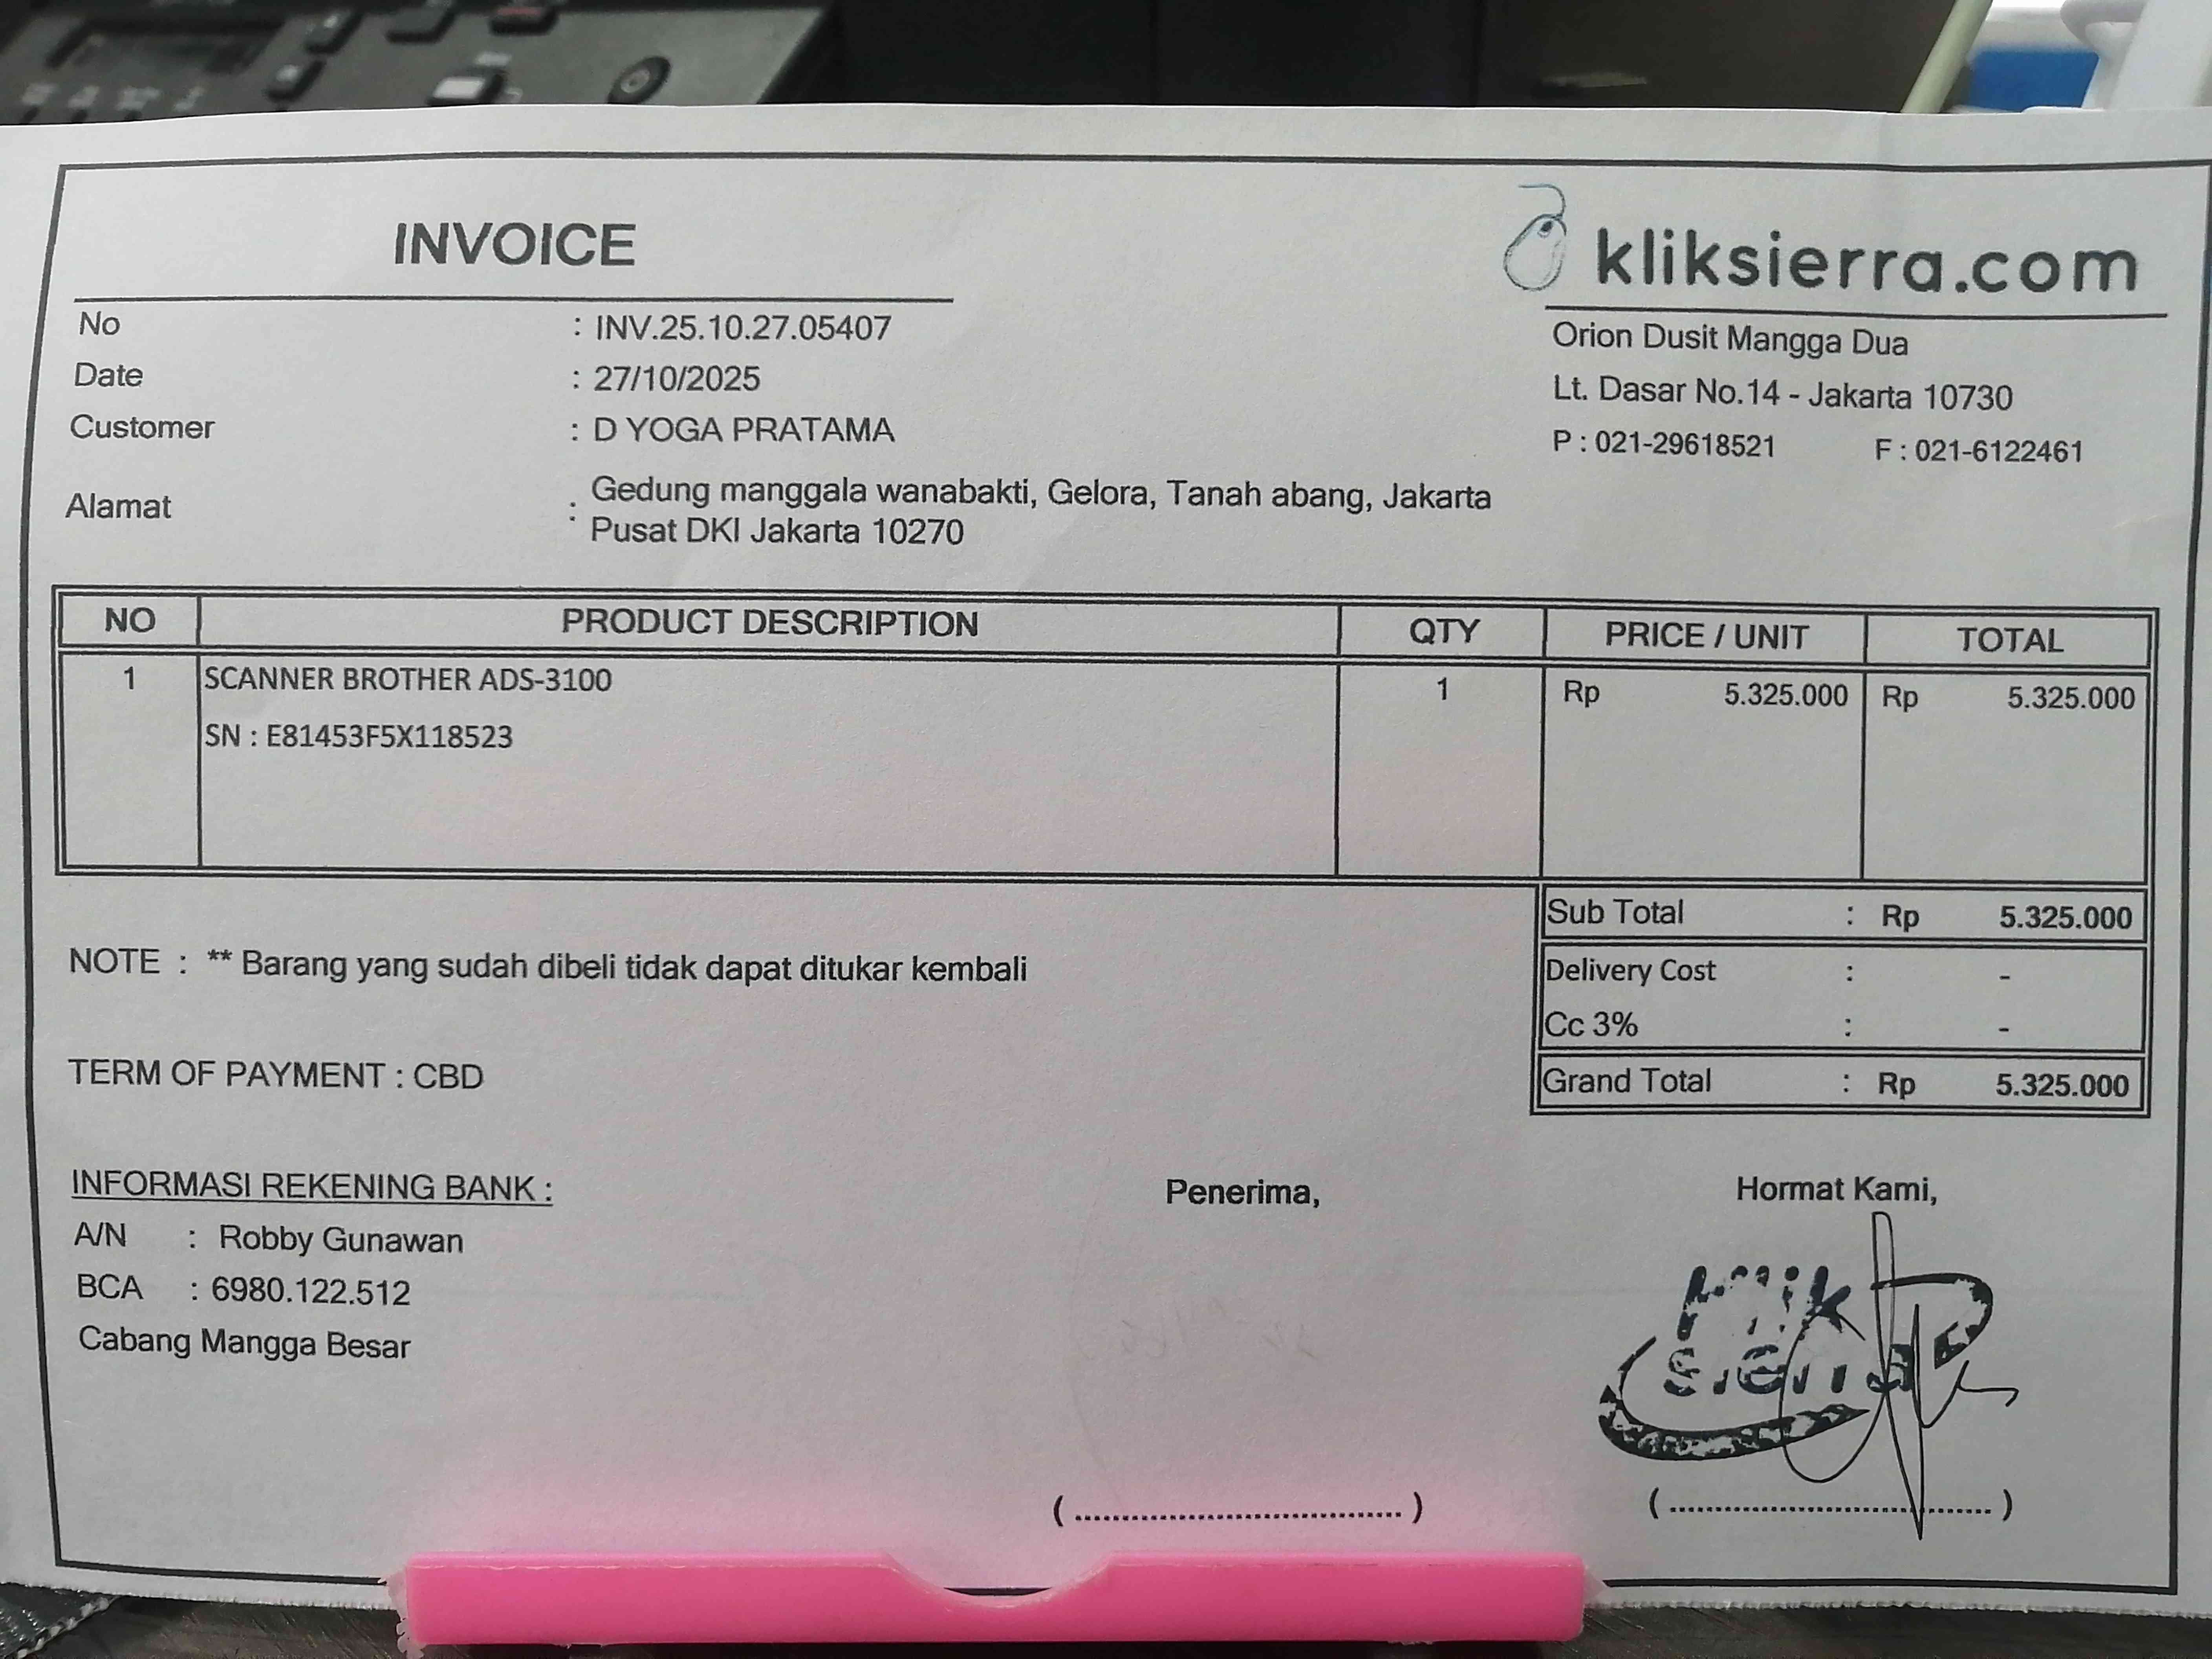 INVOICE
kliksierra.com
No : INV.25.10.27.05407
Date : 27/10/2025
Customer : D YOGA PRATAMA
Alamat : Gedung manggala wanabakti, Gelora, Tanah abang, Jakarta
Pusat DKI Jakarta 10270
Orion Dusit Mangga Dua
Lt. Dasar No.14 - Jakarta 10730
P : 021-29618521 F : 021-6122461
NO PRODUCT DESCRIPTION QTY PRICE / UNIT TOTAL
1 SCANNER BROTHER ADS-3100 1 Rp 5.325.000 Rp 5.325.000
SN : E81453F5X118523
Sub Total : Rp 5.325.000
Delivery Cost : -
Cc 3% : -
Grand Total : Rp 5.325.000
NOTE : ** Barang yang sudah dibeli tidak dapat ditukar kembali
TERM OF PAYMENT : CBD
INFORMASI REKENING BANK :
A/N : Robby Gunawan
BCA : 6980.122.512
Cabang Mangga Besar
Penerima,
(....................................)
Hormat Kami,
Klik
sierra
(....................................)